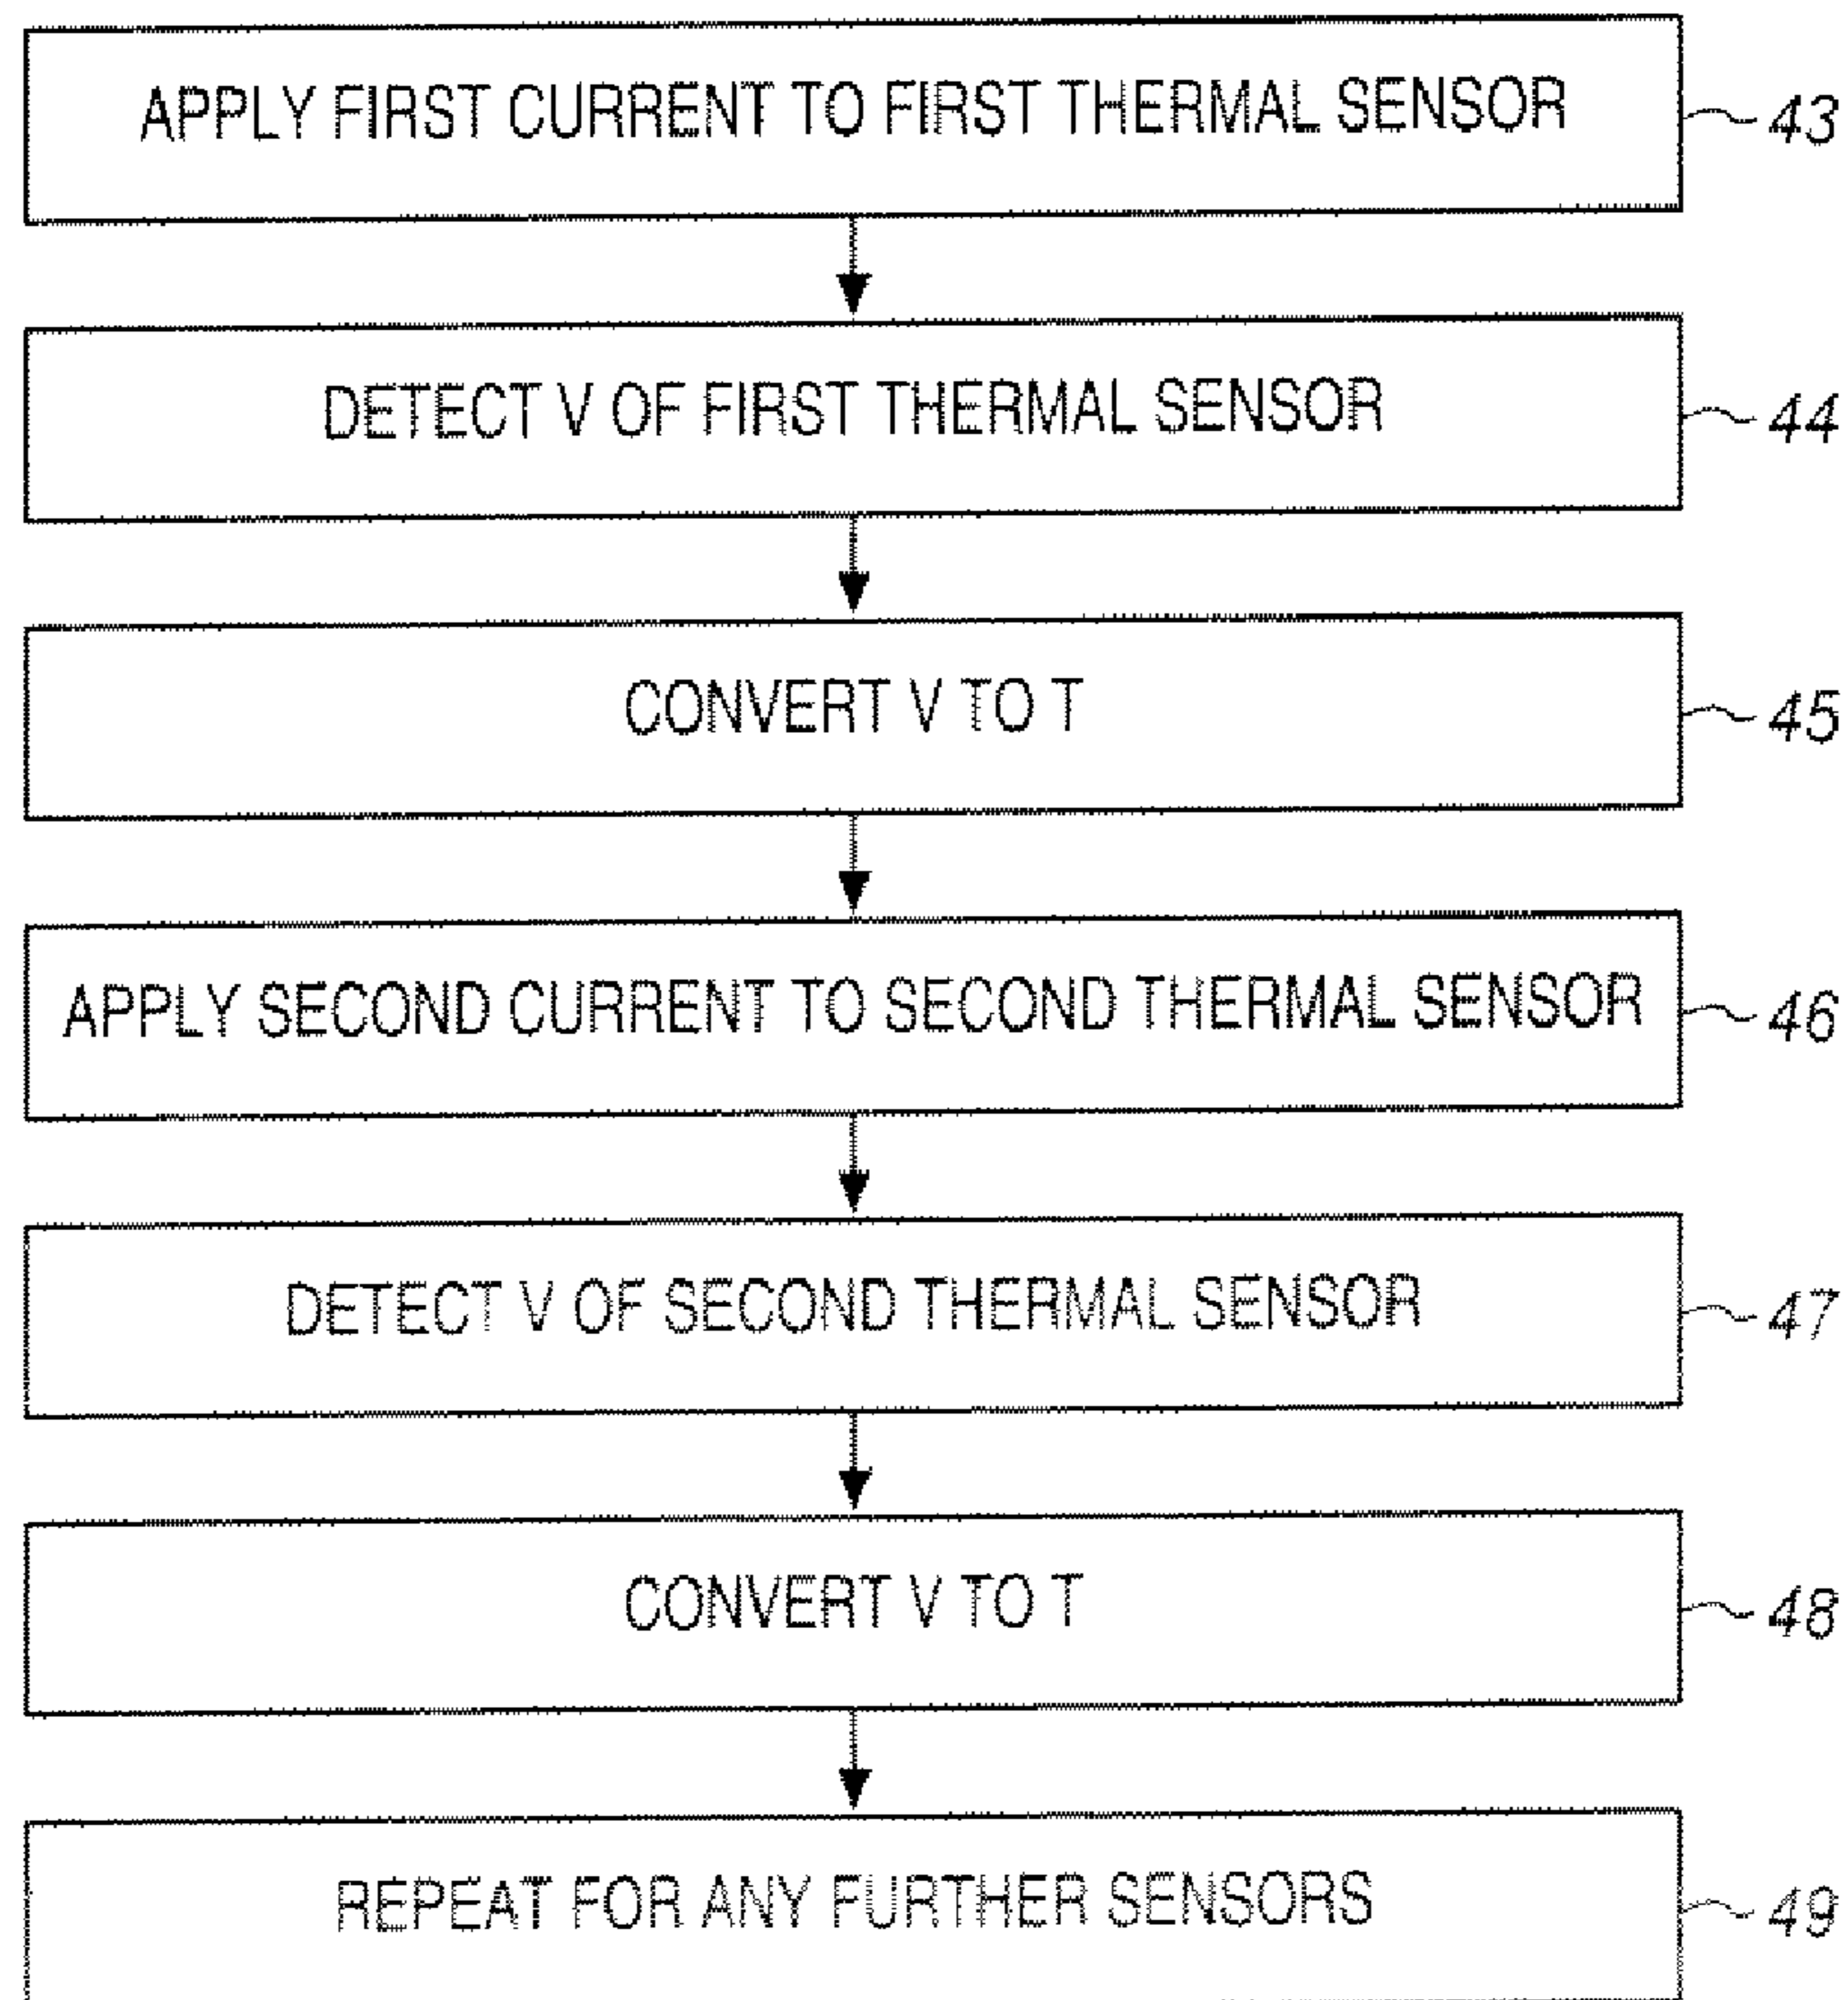 APPLY FIRST CURRENT TO FIRST THERMAL SENSOR 43
DETECT V OF FIRST THERMAL SENSOR 44
CONVERT V TO T 45
APPLY SECOND CURRENT TO SECOND THERMAL SENSOR 46
DETECT V OF SECOND THERMAL SENSOR 47
CONVERT V TO T 48
REPEAT FOR ANY FURTHER SENSORS 49